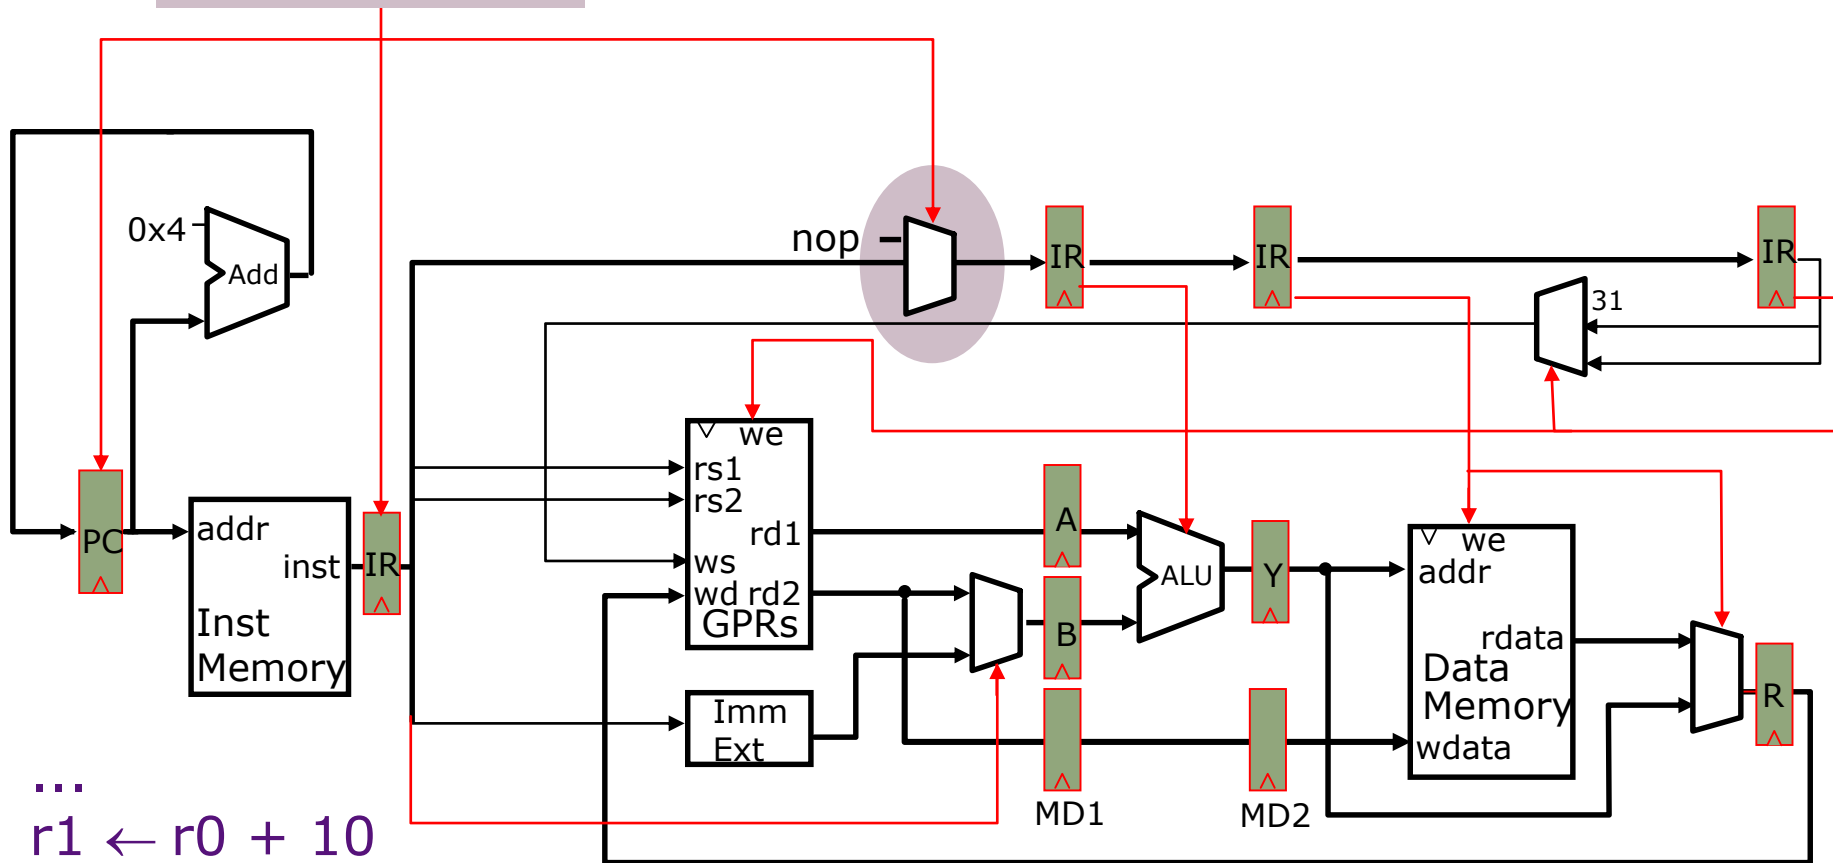 0x4
Add
nop
IR
IR
IR
31
we
rs1
rs2
rd1
ws
wd rd2
GPRs
A
B
ALU
Y
PC
addr
inst
Inst
Memory
IR
we
addr
rdata
Data
Memory
wdata
R
Imm
Ext
MD1
MD2
...
r1 ← r0 + 10